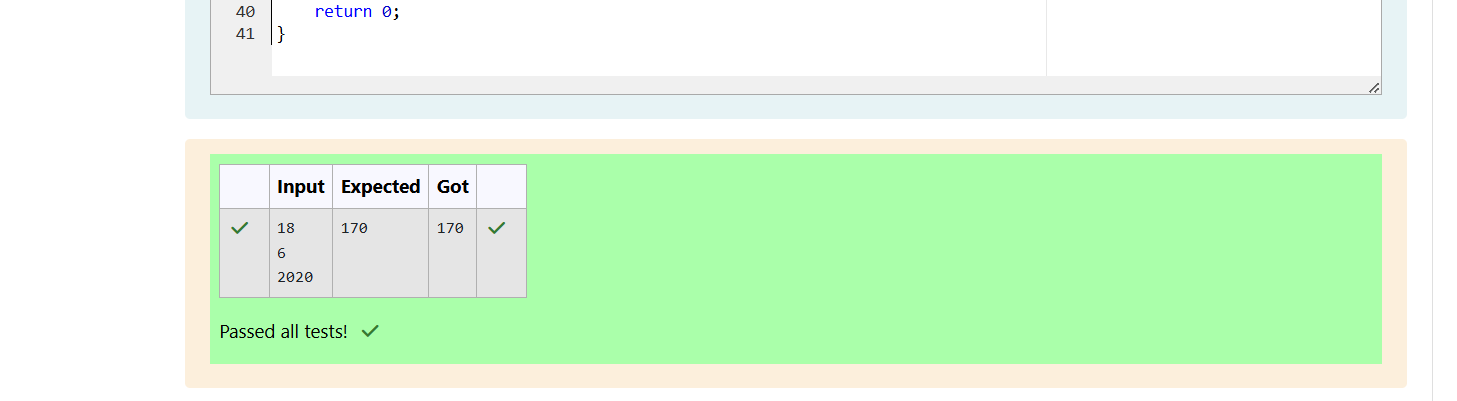 40 return 0;
41 }
Input Expected Got
18 170 170
6
2020
Passed all tests!